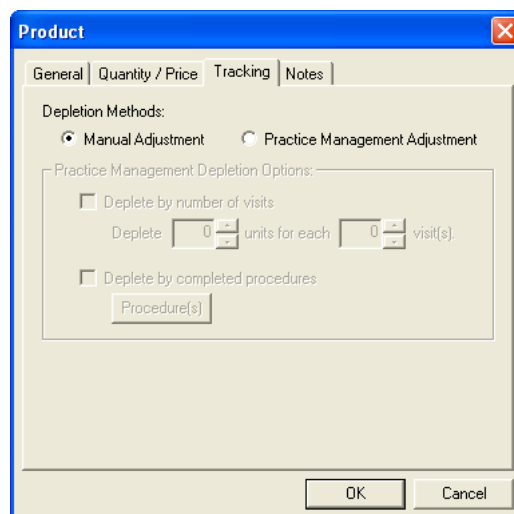 Product
General Quantity / Price Tracking Notes
Depletion Methods:
Manual Adjustment Practice Management Adjustment
Practice Management Depletion Options:
Deplete by number of visits
Deplete 0 units for each 0 visit(s).
Deplete by completed procedures
Procedure(s)
OK Cancel